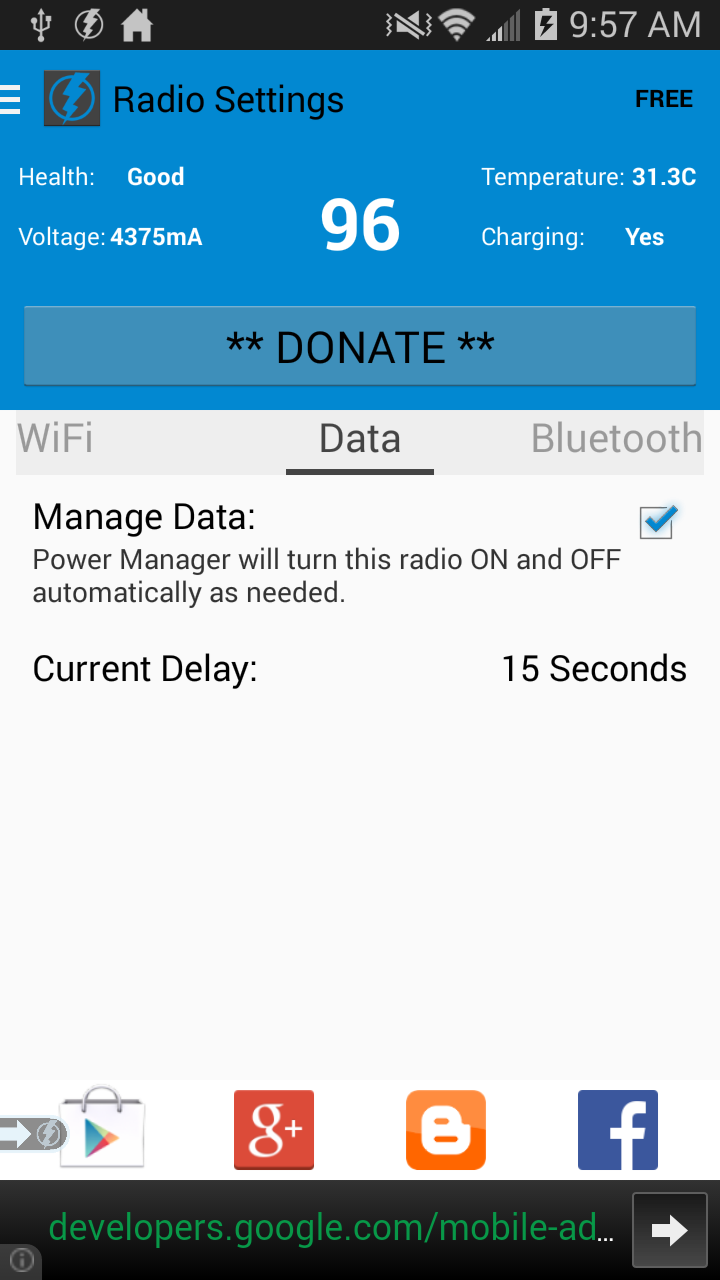 9:57 AM
Radio Settings
FREE
Health: Good
Temperature: 31.3C
96
Voltage: 4375mA
Charging: Yes
** DONATE **
WiFi
Data
Bluetooth
Manage Data:
Power Manager will turn this radio ON and OFF
automatically as needed.
Current Delay:
15 Seconds
g+
developers.google.com/mobile-ad...